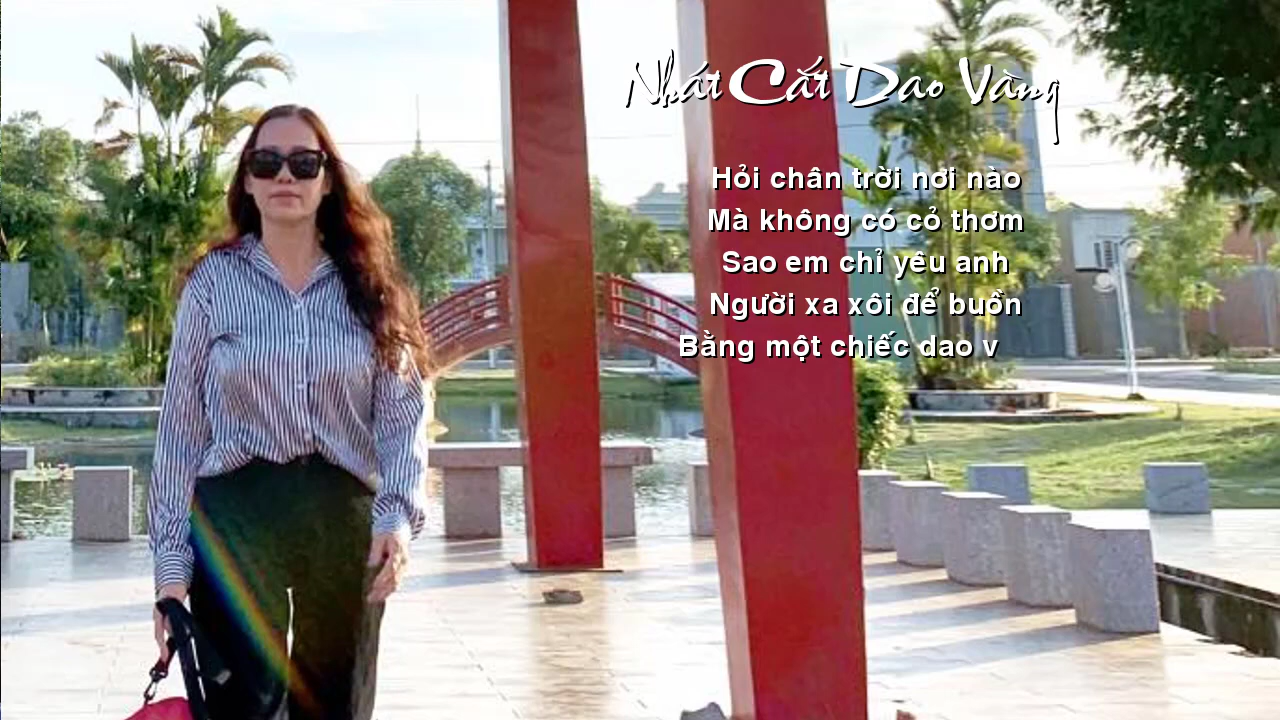 Nhát Cắt Dao Vàng
Hỏi chân trời nơi nào
Mà không có cỏ thơm
Sao em chỉ yêu anh
Người xa xôi để buồn
Bằng một chiếc dao v